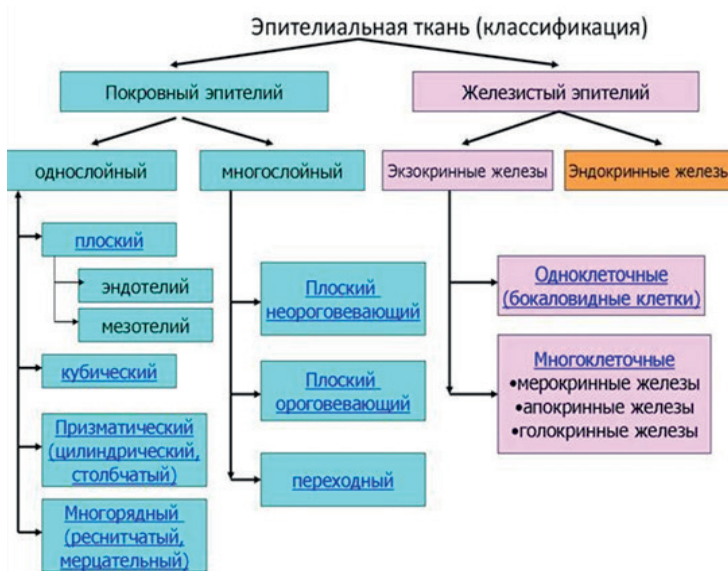 Эпителиальная ткань (классификация)
Покровный эпителий
Железистый эпителий
однослойный
многослойный
Экзокринные железы
Эндокринные железы
плоский
эндотелий
мезотелий
кубический
Призматический
(цилиндрический,
столбчатый)
Многорядный
(реснитчатый,
мерцательный)
Плоский
неороговевающий
Плоский
ороговевающий
переходный
Одноклеточные
(бокаловидные клетки)
Многоклеточные
•мерокринные железы
•апокринные железы
•голокринные железы